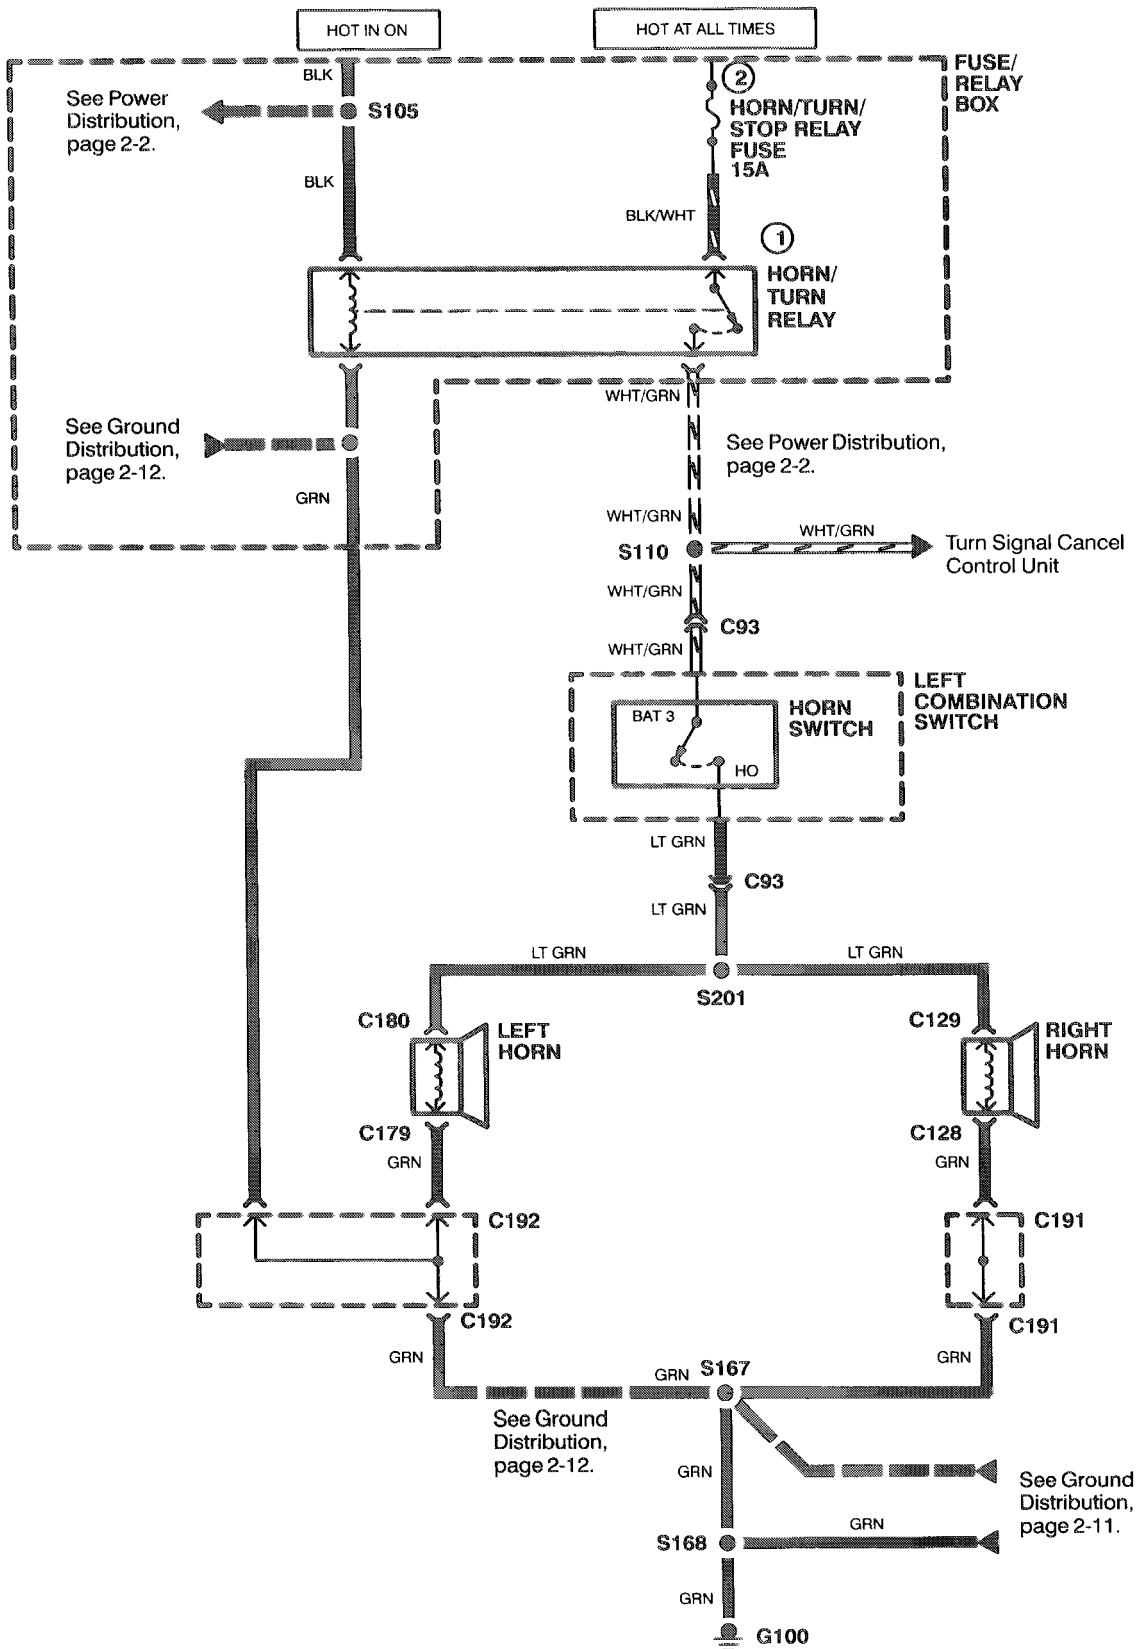 HOT IN ON
HOT AT ALL TIMES
BLK
See Power
Distribution,
page 2-2.
S105
2
HORN/TURN/
STOP RELAY
FUSE
15A
FUSE/
RELAY
BOX
BLK
BLK/WHT
1
HORN/
TURN
RELAY
WHT/GRN
See Ground
Distribution,
page 2-12.
See Power Distribution,
page 2-2.
GRN
WHT/GRN
S110
WHT/GRN
Turn Signal Cancel
Control Unit
WHT/GRN
C93
WHT/GRN
LEFT
COMBINATION
SWITCH
BAT 3
HORN
SWITCH
HO
LT GRN
C93
LT GRN
LT GRN
LT GRN
S201
C180
LEFT
HORN
C129
RIGHT
HORN
C179
C128
GRN
GRN
C192
C191
C192
C191
GRN
GRN
S167
GRN
See Ground
Distribution,
page 2-12.
GRN
See Ground
Distribution,
page 2-11.
GRN
S168
GRN
G100